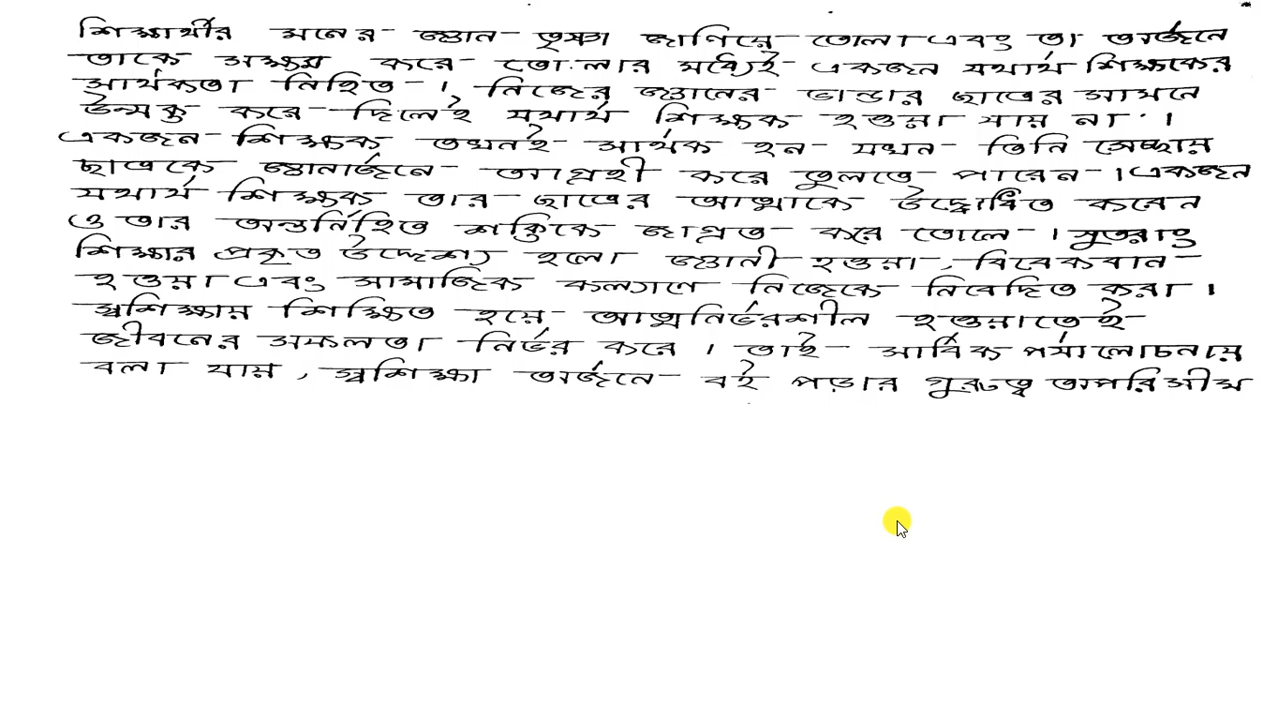 শিক্ষার্থীর মনের জ্ঞান তৃষ্ণা জাগিয়ে তোলা এবং তা অর্জনে
তাকে সক্ষম করে তোলার মধ্যেই একজন যথার্থ শিক্ষকের
সার্থকতা নিহিত । নিজের জ্ঞানের ভান্ডার ছাত্রের সামনে
উন্মক্ত করে দিলেই যথার্থ শিক্ষক হওয়া যায় না ।
একজন শিক্ষক তখনই সার্থক হন যখন তিনি সেচ্ছায়
ছাত্রকে জ্ঞানার্জনে আগ্রহী করে তুলতে পারেন । একজন
যথার্থ শিক্ষক তার ছাত্রের আত্মাকে উদ্বোধিত করেন
ও তার অন্তর্নিহিত শক্তিকে জাগ্রত করে তোলে । সুতরাং
শিক্ষার প্রকৃত উদ্দেশ্য হলো জ্ঞানী হওয়া , বিবেকবান
হওয়া এবং সামাজিক কল্যাণে নিজেকে নিবেদিত করা ।
স্বশিক্ষায় শিক্ষিত হয়ে আত্মনির্ভরশীল হওয়াতেই
জীবনের সফলতা নির্ভর করে । তাই সার্বিক পর্যালোচনায়
বলা যায় , স্বশিক্ষা অর্জনে বই পড়ার গুরুত্ব অপরিসীম